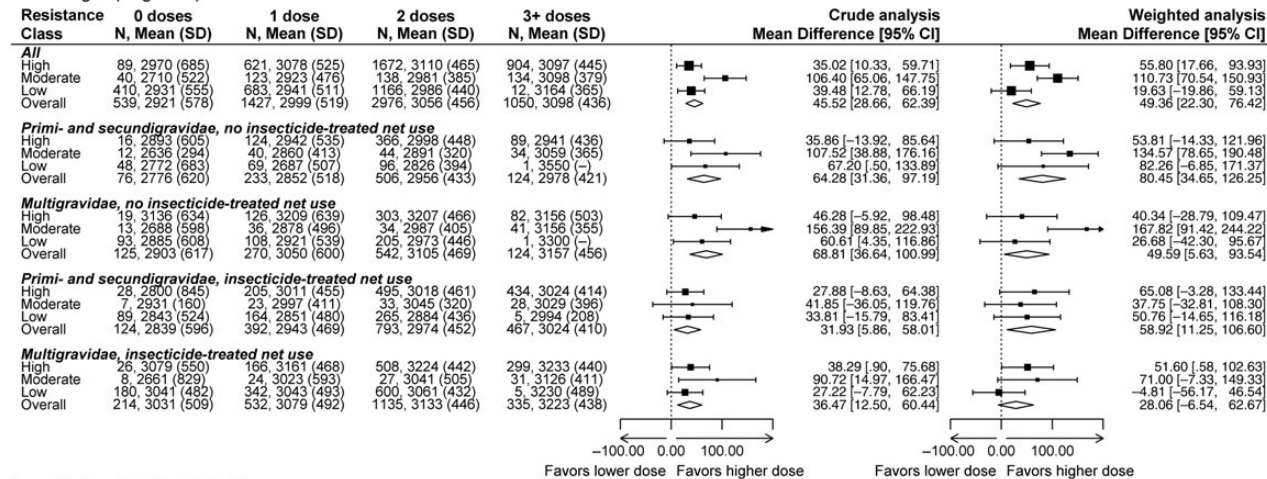 Resistance 0 doses 1 dose 2 doses 3+ doses Crude analysis Weighted analysis
Class N, Mean (SD) N, Mean (SD) N, Mean (SD) N, Mean (SD) Mean Difference [95% CI] Mean Difference [95% CI]
All
High 89, 2970 (685) 621, 3078 (525) 1672, 3110 (465) 904, 3097 (445) 35.02 [10.33, 59.71] 55.80 [17.66, 93.93]
Moderate 40, 2710 (522) 123, 2923 (476) 138, 2981 (385) 134, 3098 (379) 106.40 [65.06, 147.75] 110.73 [70.54, 150.93]
Low 410, 2931 (555) 683, 2941 (511) 1166, 2986 (440) 12, 3164 (365) 39.48 [12.78, 66.19] 19.63 [–19.86, 59.13]
Overall 539, 2921 (578) 1427, 2999 (519) 2976, 3056 (456) 1050, 3098 (436) 45.52 [28.66, 62.39] 49.36 [22.30, 76.42]
Primi- and secundigravidae, no insecticide-treated net use
High 16, 2893 (605) 124, 2942 (535) 366, 2998 (448) 89, 2941 (436) 35.86 [–13.92, 85.64] 53.81 [–14.33, 121.96]
Moderate 12, 2636 (294) 40, 2860 (413) 44, 2891 (320) 34, 3059 (365) 107.52 [38.88, 176.16] 134.57 [78.65, 190.48]
Low 48, 2772 (683) 69, 2687 (507) 96, 2826 (394) 1, 3550 (–) 67.20 [.50, 133.89] 82.26 [–6.85, 171.37]
Overall 76, 2776 (620) 233, 2852 (518) 506, 2956 (433) 124, 2978 (421) 64.28 [31.36, 97.19] 80.45 [34.65, 126.25]
Multigravidae, no insecticide-treated net use
High 19, 3136 (634) 126, 3209 (639) 303, 3207 (466) 82, 3156 (503) 46.28 [–5.92, 98.48] 40.34 [–28.79, 109.47]
Moderate 13, 2688 (598) 36, 2878 (496) 34, 2987 (405) 41, 3156 (355) 156.39 [89.85, 222.93] 167.82 [91.42, 244.22]
Low 93, 2885 (608) 108, 2921 (539) 205, 2973 (446) 1, 3300 (–) 60.61 [4.35, 116.86] 26.68 [–42.30, 95.67]
Overall 125, 2903 (617) 270, 3050 (600) 542, 3105 (469) 124, 3157 (456) 68.81 [36.64, 100.99] 49.59 [5.63, 93.54]
Primi- and secundigravidae, insecticide-treated net use
High 28, 2800 (845) 205, 3011 (455) 495, 3018 (461) 434, 3024 (414) 27.88 [–8.63, 64.38] 65.08 [–3.28, 133.44]
Moderate 7, 2931 (160) 23, 2997 (411) 33, 3045 (320) 28, 3029 (396) 41.85 [–36.05, 119.76] 37.75 [–32.81, 108.30]
Low 89, 2843 (524) 164, 2851 (480) 265, 2884 (436) 5, 2994 (208) 33.81 [–15.79, 83.41] 50.76 [–14.65, 116.18]
Overall 124, 2839 (596) 392, 2943 (469) 793, 2974 (452) 467, 3024 (410) 31.93 [5.86, 58.01] 58.92 [11.25, 106.60]
Multigravidae, insecticide-treated net use
High 26, 3079 (550) 166, 3161 (468) 508, 3224 (442) 299, 3233 (440) 38.29 [.90, 75.68] 51.60 [.58, 102.63]
Moderate 8, 2661 (829) 24, 3023 (593) 27, 3041 (505) 31, 3126 (411) 90.72 [14.97, 166.47] 71.00 [–7.33, 149.33]
Low 180, 3041 (482) 342, 3043 (493) 600, 3061 (432) 5, 3230 (489) 27.22 [–7.79, 62.23] –4.81 [–56.17, 46.54]
Overall 214, 3031 (509) 532, 3079 (492) 1135, 3133 (446) 335, 3223 (438) 36.47 [12.50, 60.44] 28.06 [–6.54, 62.67]
–100.00 0.00 100.00 –100.00 0.00 100.00
Favors lower dose Favors higher dose Favors lower dose Favors higher dose